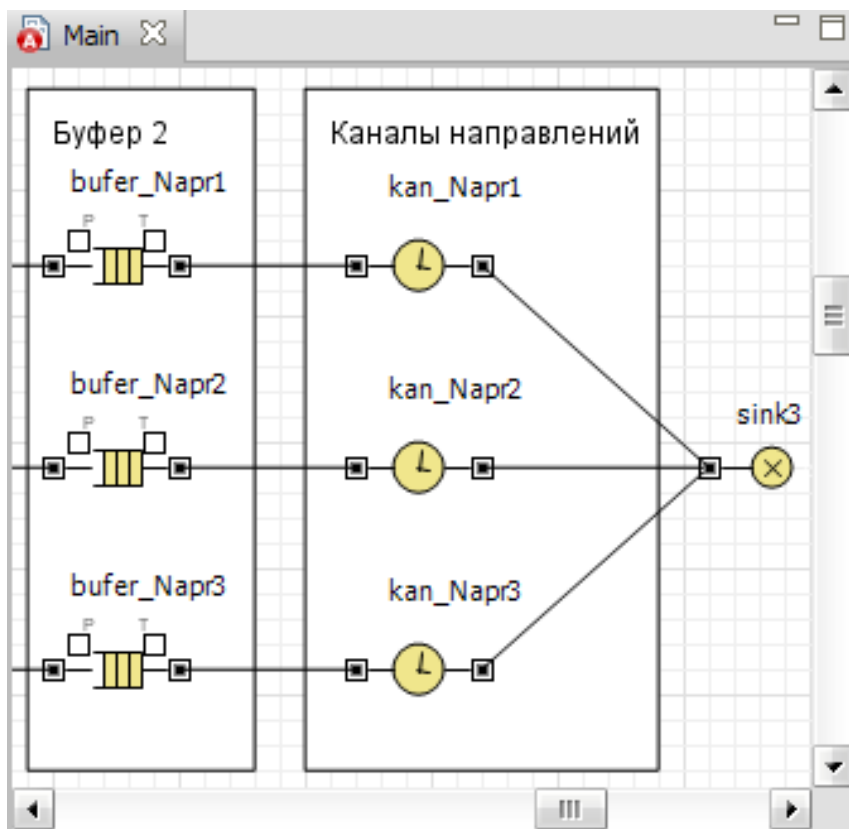 Main
Буфер 2
Каналы направлений
bufer_Napr1
kan_Napr1
P T
bufer_Napr2
kan_Napr2
P T
sink3
bufer_Napr3
kan_Napr3
P T